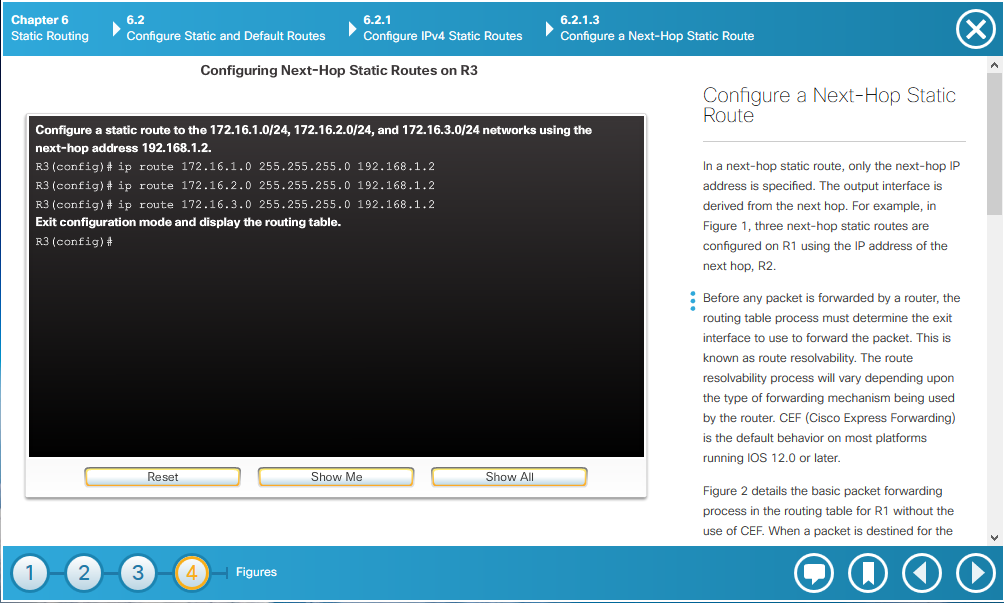 Chapter 6
Static Routing
6.2
Configure Static and Default Routes
6.2.1
Configure IPv4 Static Routes
6.2.1.3
Configure a Next-Hop Static Route
Configuring Next-Hop Static Routes on R3
Configure a static route to the 172.16.1.0/24, 172.16.2.0/24, and 172.16.3.0/24 networks using the
next-hop address 192.168.1.2.
R3(config)# ip route 172.16.1.0 255.255.255.0 192.168.1.2
R3(config)# ip route 172.16.2.0 255.255.255.0 192.168.1.2
R3(config)# ip route 172.16.3.0 255.255.255.0 192.168.1.2
Exit configuration mode and display the routing table.
R3(config)#
Reset
Show Me
Show All
Configure a Next-Hop Static
Route
In a next-hop static route, only the next-hop IP
address is specified. The output interface is
derived from the next hop. For example, in
Figure 1, three next-hop static routes are
configured on R1 using the IP address of the
next hop, R2.
Before any packet is forwarded by a router, the
routing table process must determine the exit
interface to use to forward the packet. This is
known as route resolvability. The route
resolvability process will vary depending upon
the type of forwarding mechanism being used
by the router. CEF (Cisco Express Forwarding)
is the default behavior on most platforms
running IOS 12.0 or later.
Figure 2 details the basic packet forwarding
process in the routing table for R1 without the
use of CEF. When a packet is destined for the
1
2
3
4
Figures